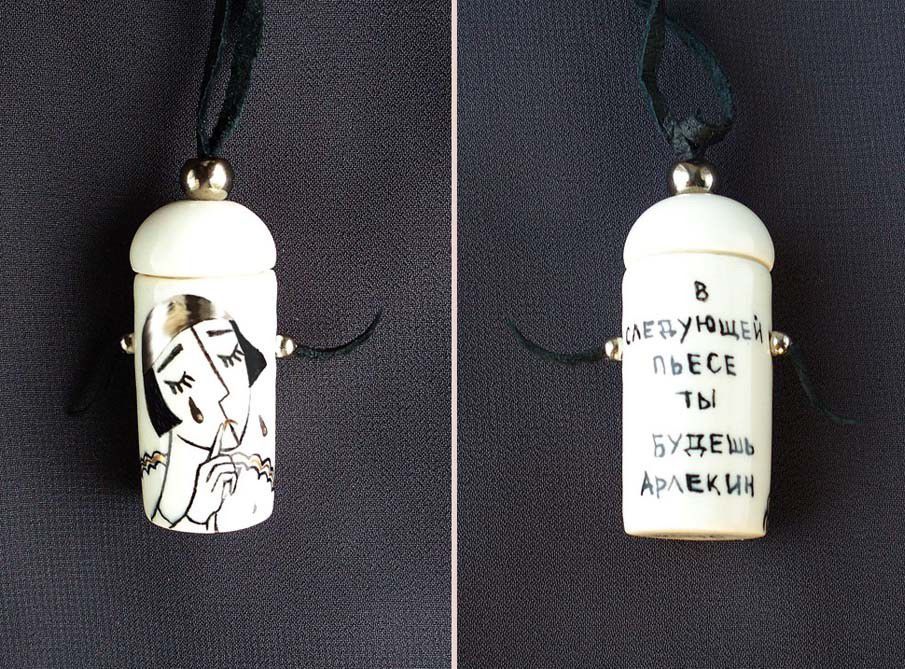 В
СЛЕДУЮЩЕЙ
ПЬЕСЕ
ТЫ
БУДЕШЬ
АРЛЕКИН